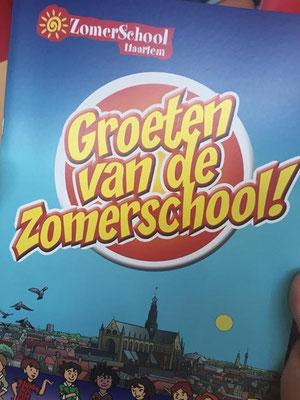 ZomerSchool
Haarlem
Groeten
van de
Zomerschool!